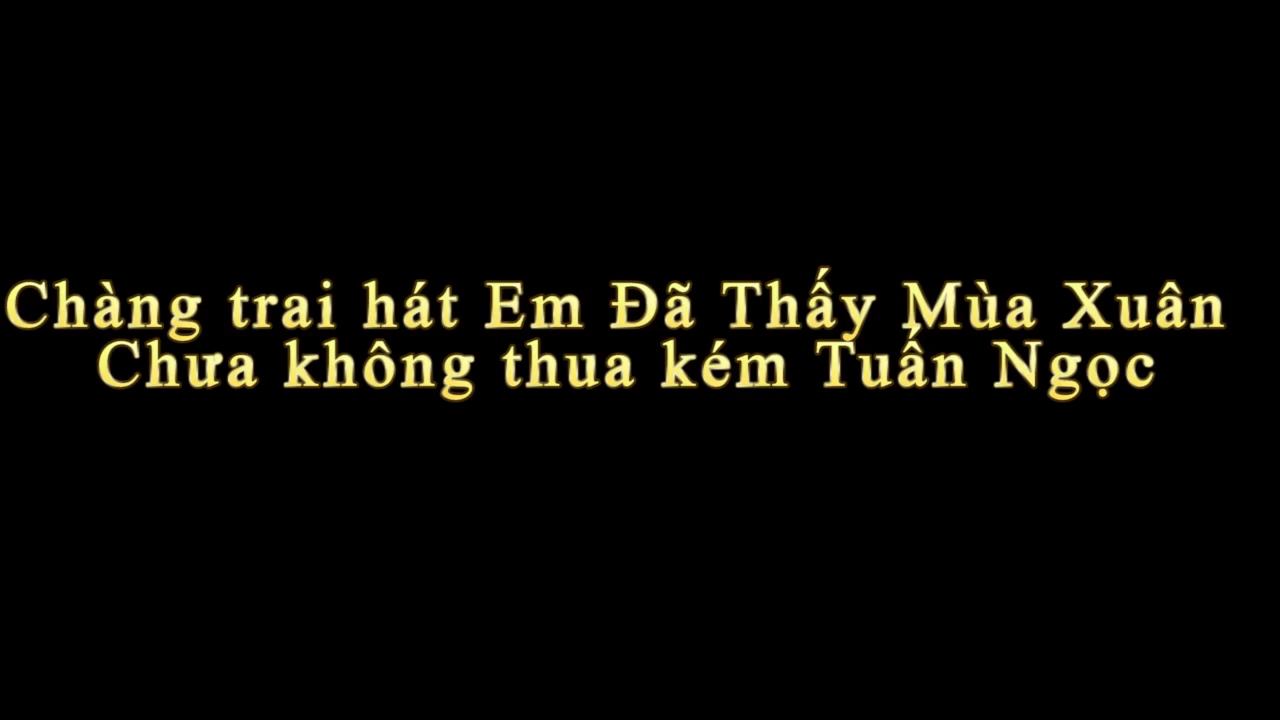 Chàng trai hát Em Đã Thấy Mùa Xuân
Chưa không thua kém Tuấn Ngọc